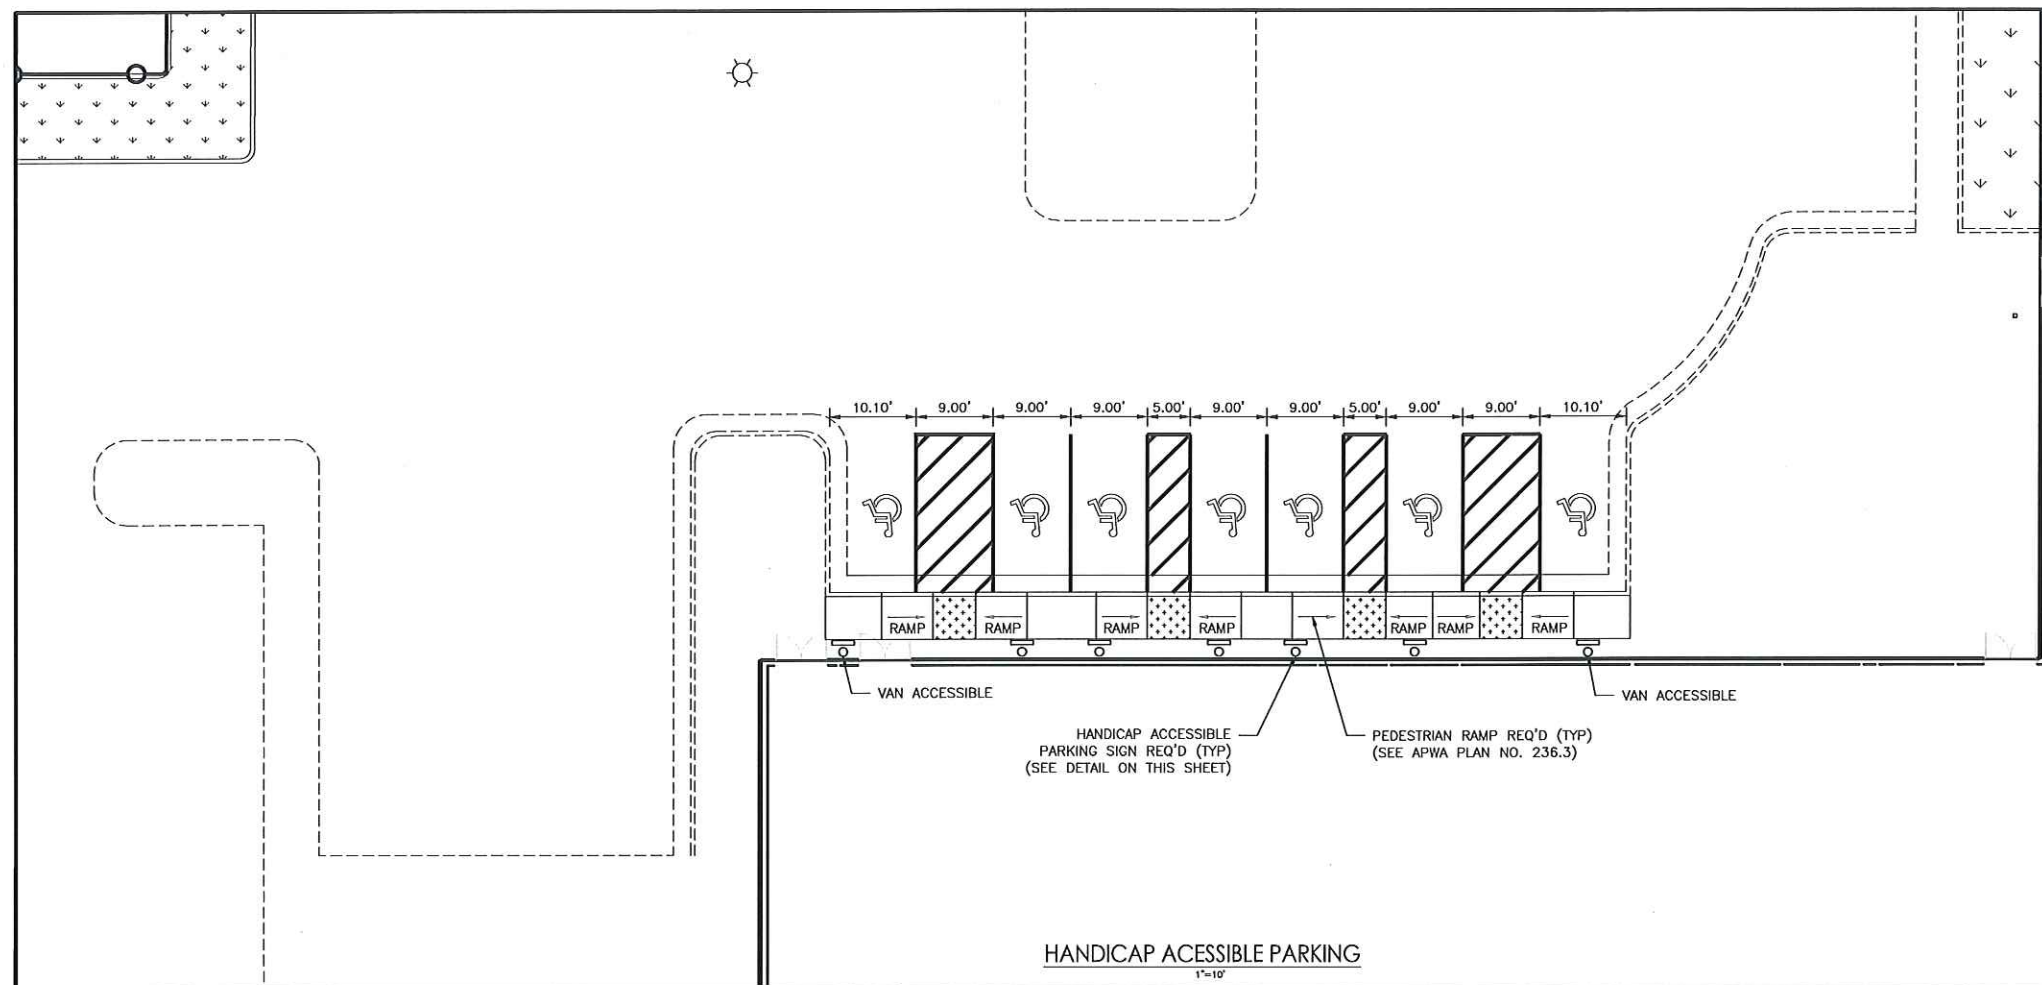 10.10' 9.00' 9.00' 9.00' 5.00' 9.00' 9.00' 5.00' 9.00' 9.00' 10.10'
RAMP RAMP RAMP RAMP RAMP RAMP RAMP
VAN ACCESSIBLE
VAN ACCESSIBLE
HANDICAP ACCESSIBLE
PARKING SIGN REQ'D (TYP)
(SEE DETAIL ON THIS SHEET)
PEDESTRIAN RAMP REQ'D (TYP)
(SEE APWA PLAN NO. 236.3)
HANDICAP ACESSIBLE PARKING
1"=10'